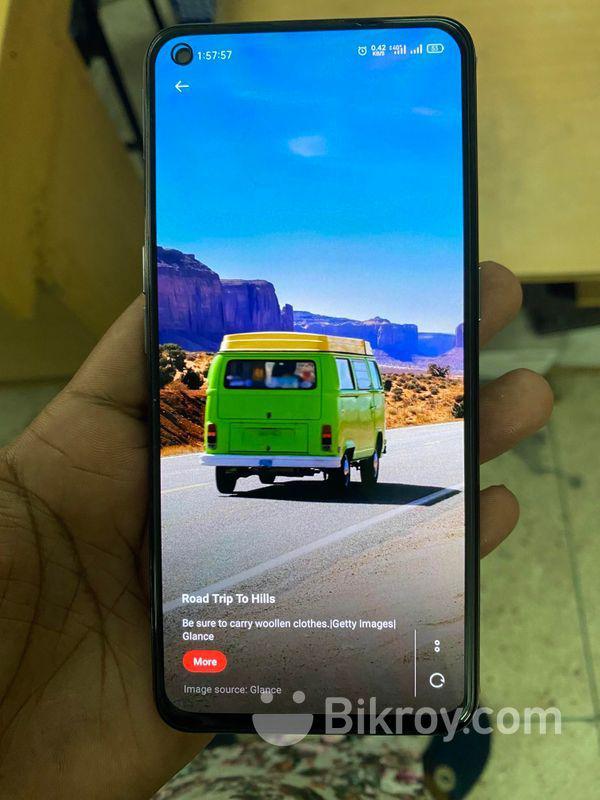 1:57:57
0.42
KB/S
83
Road Trip To Hills
Be sure to carry woollen clothes.|Getty Images|
Glance
More
Image source: Glance
Bikroy.com